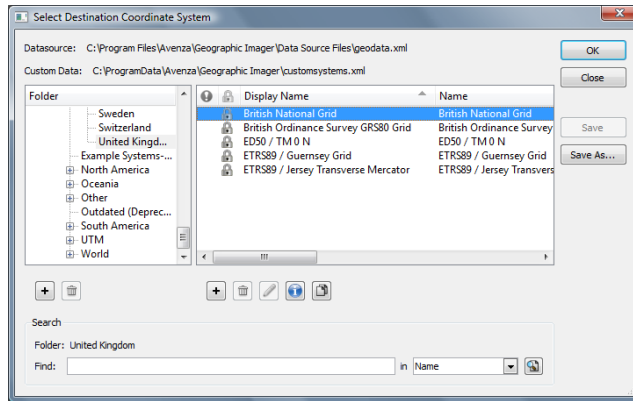 Select Destination Coordinate System
Datasource: C:\Program Files\Avenza\Geographic Imager\Data Source Files\geodata.xml
OK
Custom Data: C:\ProgramData\Avenza\Geographic Imager\customsystems.xml
Close
Folder
Display Name Name
Sweden
Switzerland
United Kingd...
Example Systems-...
North America
Oceania
Other
Outdated (Deprec...
South America
UTM
World
British National Grid British National Grid
British Ordinance Survey GRS80 Grid British Ordinance Survey
ED50 / TM 0 N ED50 / TM 0 N
ETRS89 / Guernsey Grid ETRS89 / Guernsey Grid
ETRS89 / Jersey Transverse Mercator ETRS89 / Jersey Transvers
Save
Save As...
Search
Folder: United Kingdom
Find:
in Name